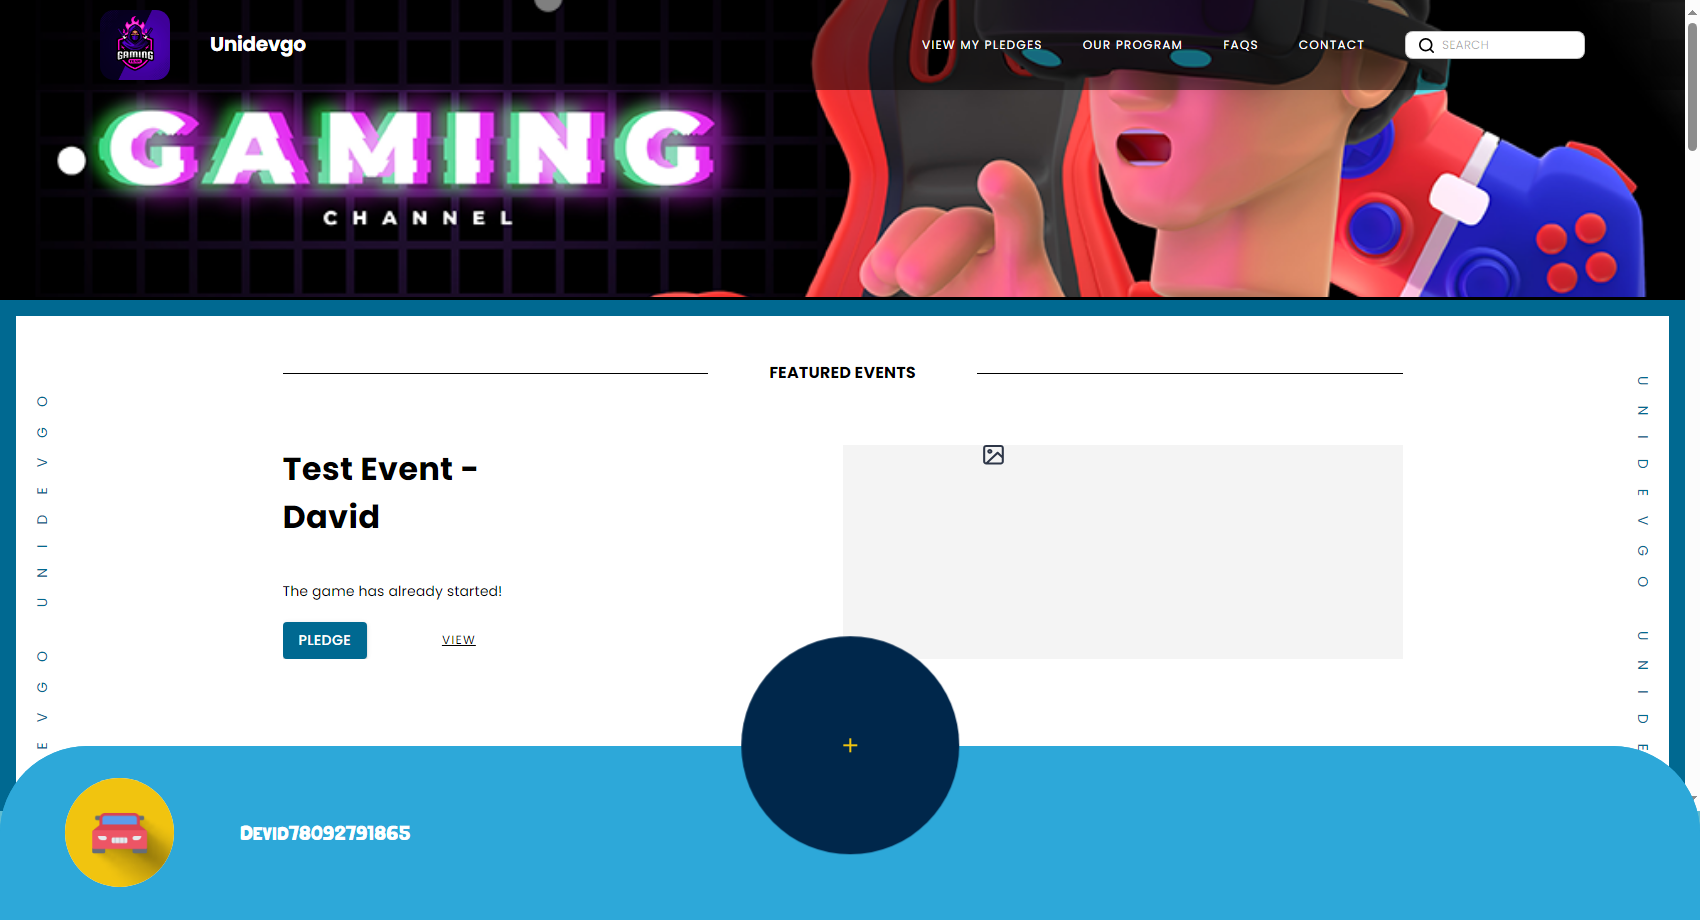 GAMING
Unidevgo
VIEW MY PLEDGES
OUR PROGRAM
FAQS
CONTACT
SEARCH
GAMING
CHANNEL
FEATURED EVENTS
UNIDEVGO UNIDEVGO
Test Event -
David
The game has already started!
PLEDGE
VIEW
UNIDEVGO UNIDE
Devid78092791865